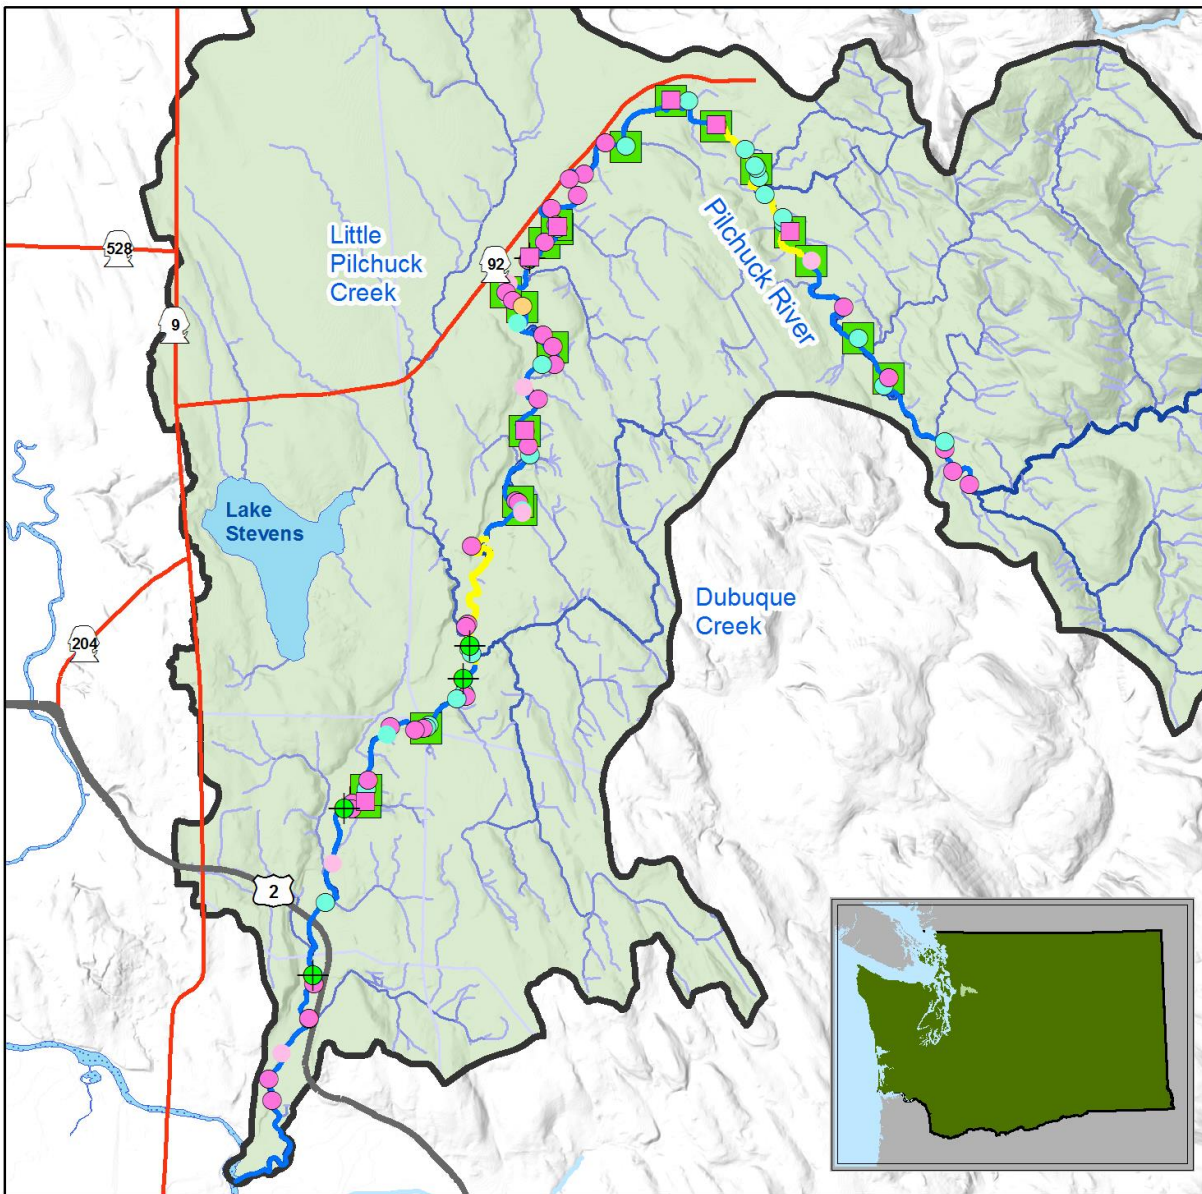 528
Little
Pilchuck
Creek
92
Pilchuck River
9
Lake
Stevens
Dubuque
Creek
204
2